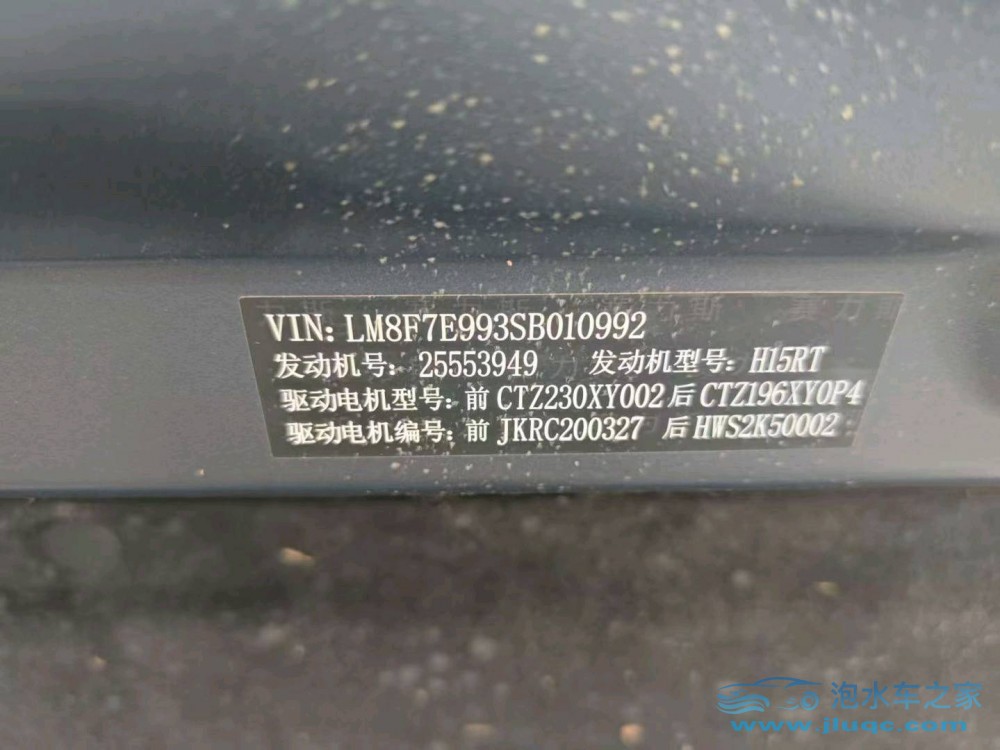 VIN: LM8F7E993SB010992
发动机号: 25553949 发动机型号: H15RT
驱动电机型号: 前 CTZ230XY002 后 CTZ196XY0P4
驱动电机编号: 前 JKRC200327 后 HWS2K50002
泡水车之家
www.jluqc.com